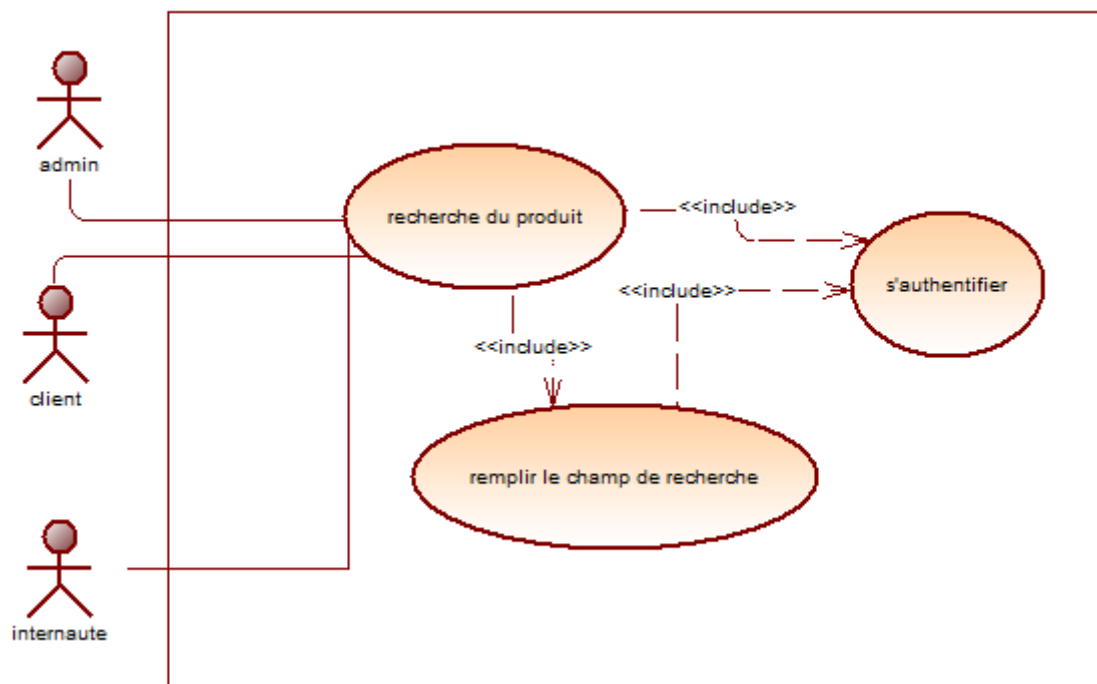 admin
recherche du produit
<<include>>
s'authentifier
<<include>>
<<include>>
client
remplir le champ de recherche
internaute